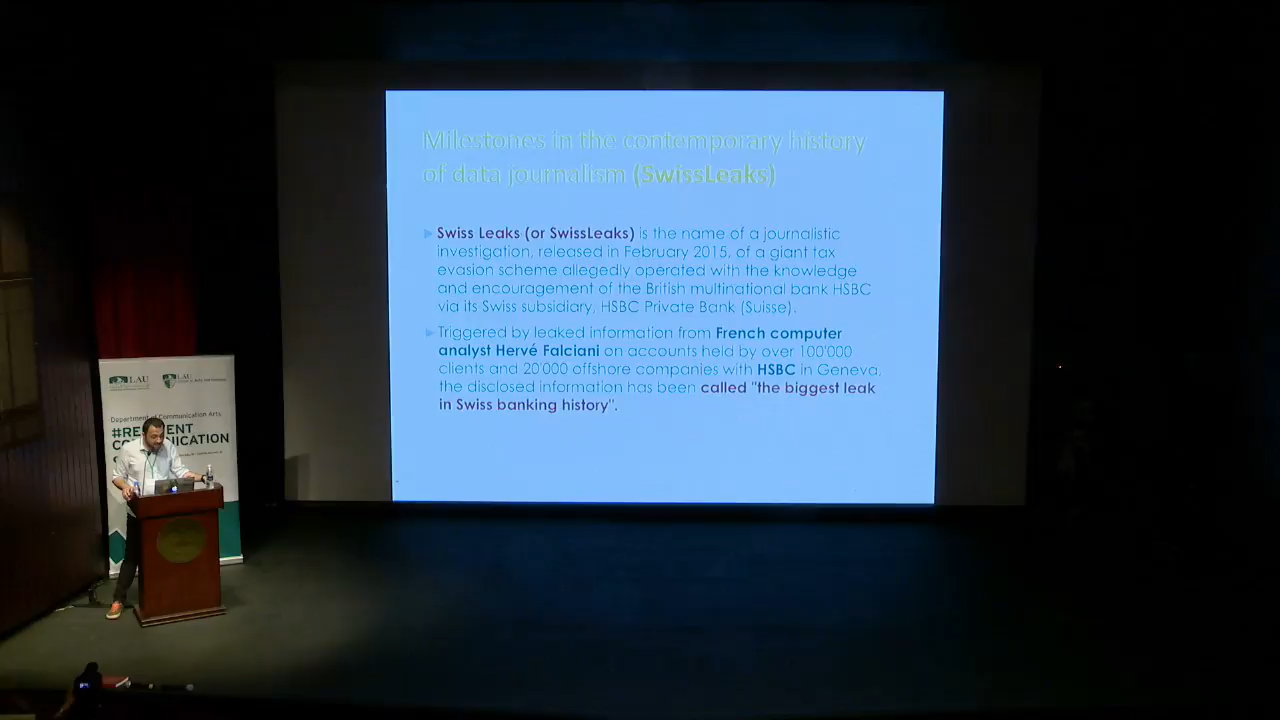 Milestones in the contemporary history
of data journalism (SwissLeaks)
Swiss Leaks (or SwissLeaks) is the name of a journalistic
investigation, released in February 2015, of a giant tax
evasion scheme allegedly operated with the knowledge
and encouragement of the British multinational bank HSBC
via its Swiss subsidiary, HSBC Private Bank (Suisse).
Triggered by leaked information from French computer
analyst Hervé Falciani on accounts held by over 100'000
clients and 20'000 offshore companies with HSBC in Geneva,
the disclosed information has been called "the biggest leak
in Swiss banking history".
LAU
LAU
Department of Communication Arts